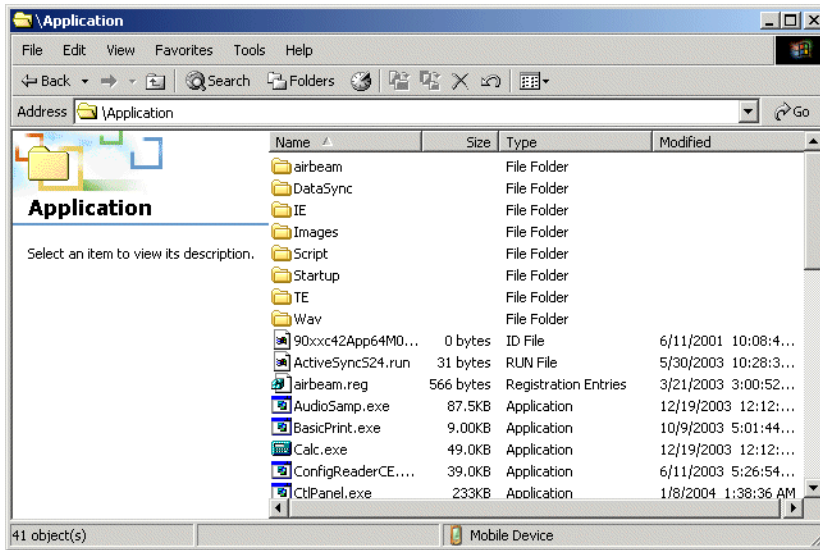 \Application
File Edit View Favorites Tools Help
Back Search Folders
Address \Application Go
Name Size Type Modified
airbeam File Folder
DataSync File Folder
IE File Folder
Images File Folder
Script File Folder
Startup File Folder
TE File Folder
Wav File Folder
90xxc42App64M0... 0 bytes ID File 6/11/2001 10:08:4...
ActiveSyncS24.run 31 bytes RUN File 5/30/2003 10:28:3...
airbeam.reg 566 bytes Registration Entries 3/21/2003 3:00:52...
AudioSamp.exe 87.5KB Application 12/19/2003 12:12:...
BasicPrint.exe 9.00KB Application 10/9/2003 5:01:44...
Calc.exe 49.0KB Application 12/19/2003 12:12:...
ConfigReaderCE.... 39.0KB Application 6/11/2003 5:26:54...
CtlPanel.exe 233KB Application 1/8/2004 1:38:36 AM
Application
Select an item to view its description.
41 object(s) Mobile Device